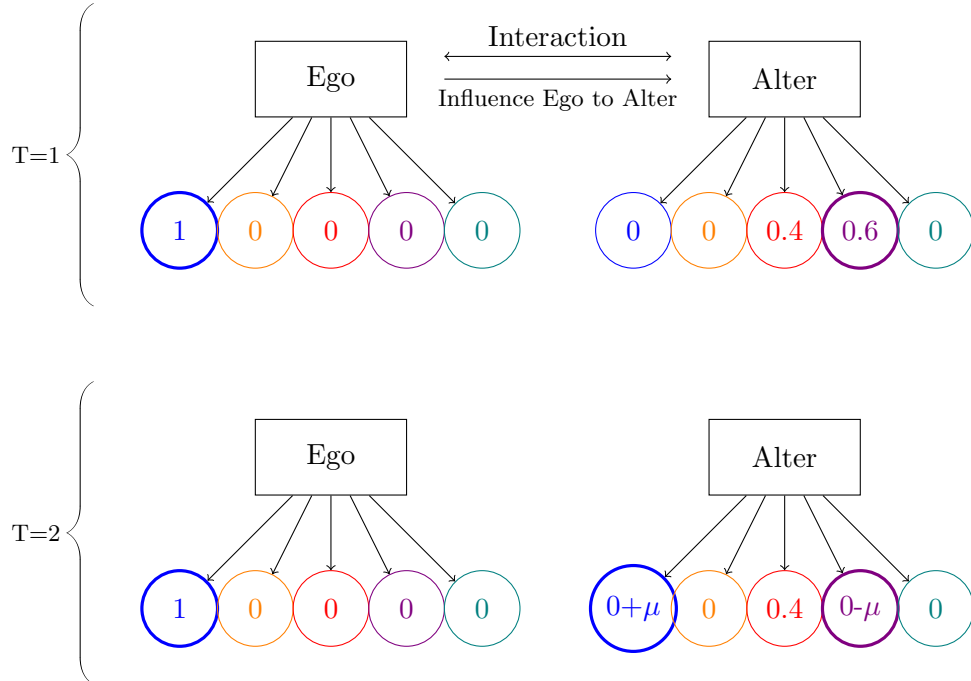 Interaction
Ego
Alter
Influence Ego to Alter
T=1
1 0 0 0 0 0 0 0.4 0.6 0
Ego
Alter
T=2
1 0 0 0 0 0+μ 0 0.4 0-μ 0